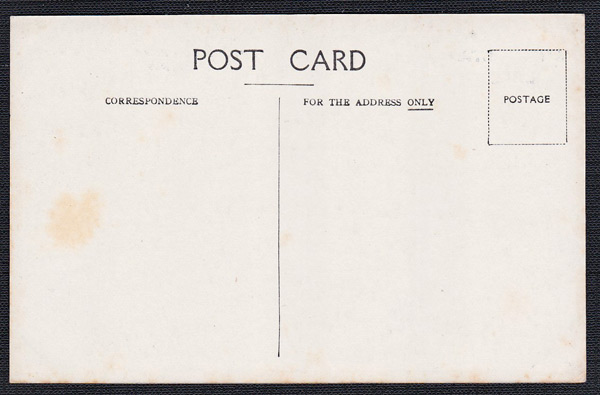 POST CARD
CORRESPONDENCE
FOR THE ADDRESS ONLY
POSTAGE